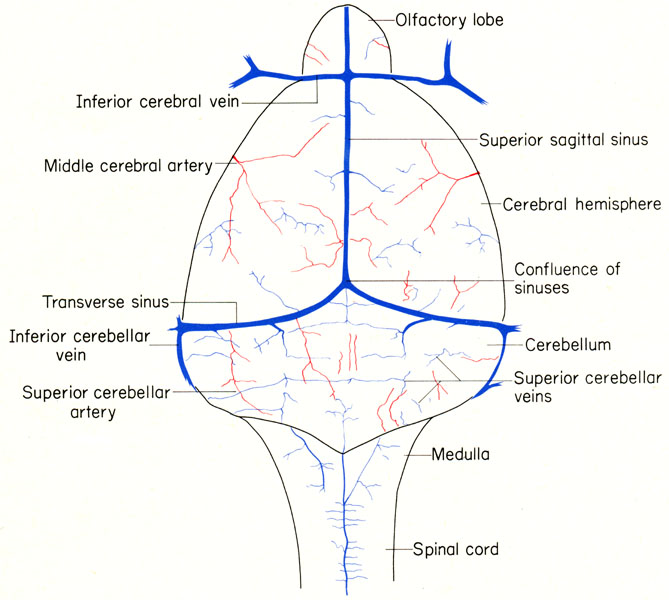 Olfactory lobe
Inferior cerebral vein
Superior sagittal sinus
Middle cerebral artery
Cerebral hemisphere
Confluence of
sinuses
Transverse sinus
Inferior cerebellar
vein
Cerebellum
Superior cerebellar
artery
Superior cerebellar
veins
Medulla
Spinal cord